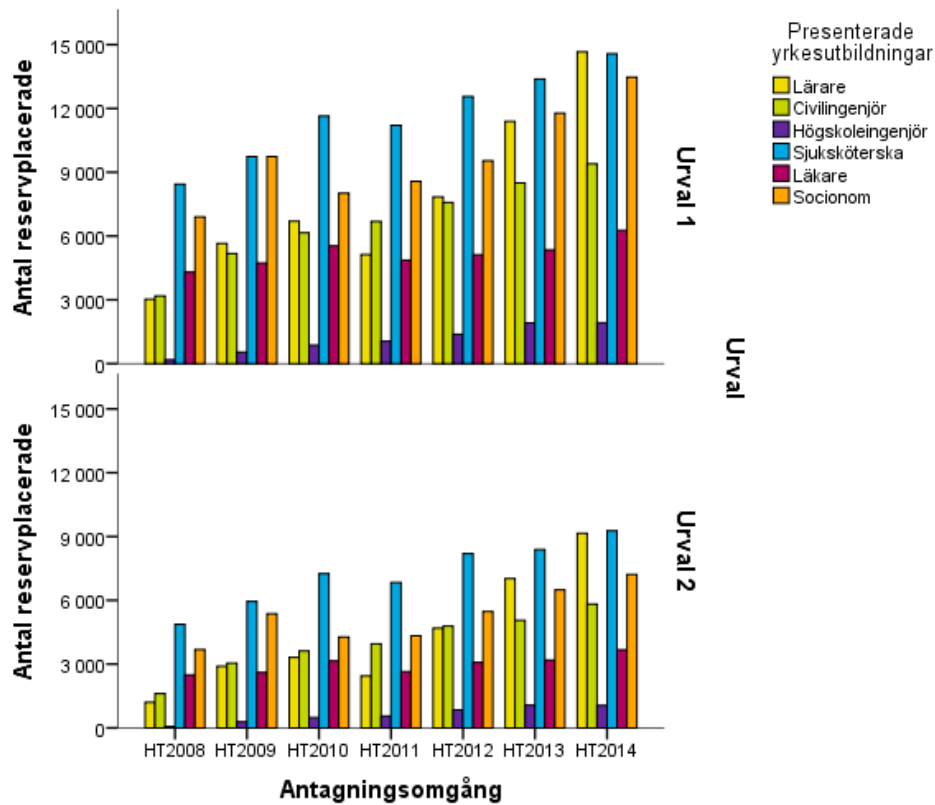 Presenterade
yrkesutbildningar
Lärare
Civilingenjör
Högskoleingenjör
Sjuksköterska
Läkare
Socionom
Antal reservplacerade
15 000
12 000
9 000
6 000
3 000
0
Urval 1
Urval
Antal reservplacerade
15 000
12 000
9 000
6 000
3 000
0
Urval 2
HT2008 HT2009 HT2010 HT2011 HT2012 HT2013 HT2014
Antagningsomgång